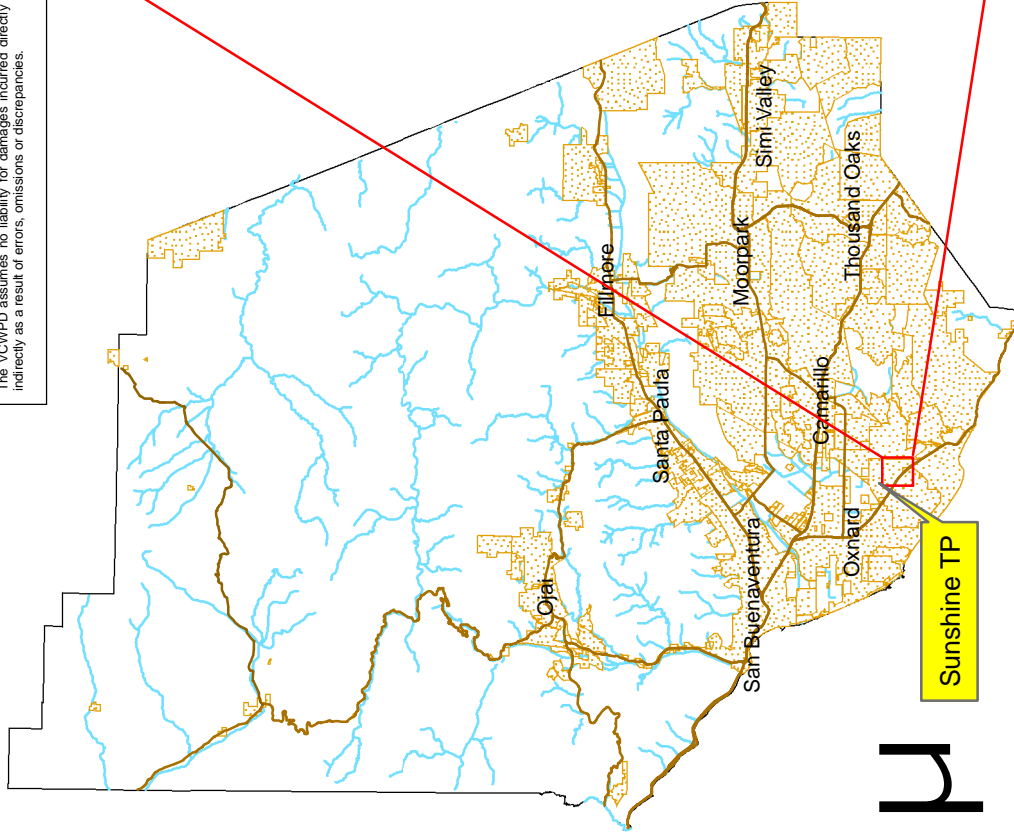 The VCWPD assumes no liability for damages incurred directly
indirectly as a result of errors, omissions or discrepancies.
Ojai
Fillmore
Santa Paula
San Buenaventura
Moorpark
Simi Valley
Camarillo
Thousand Oaks
Oxnard
Sunshine TP
µ